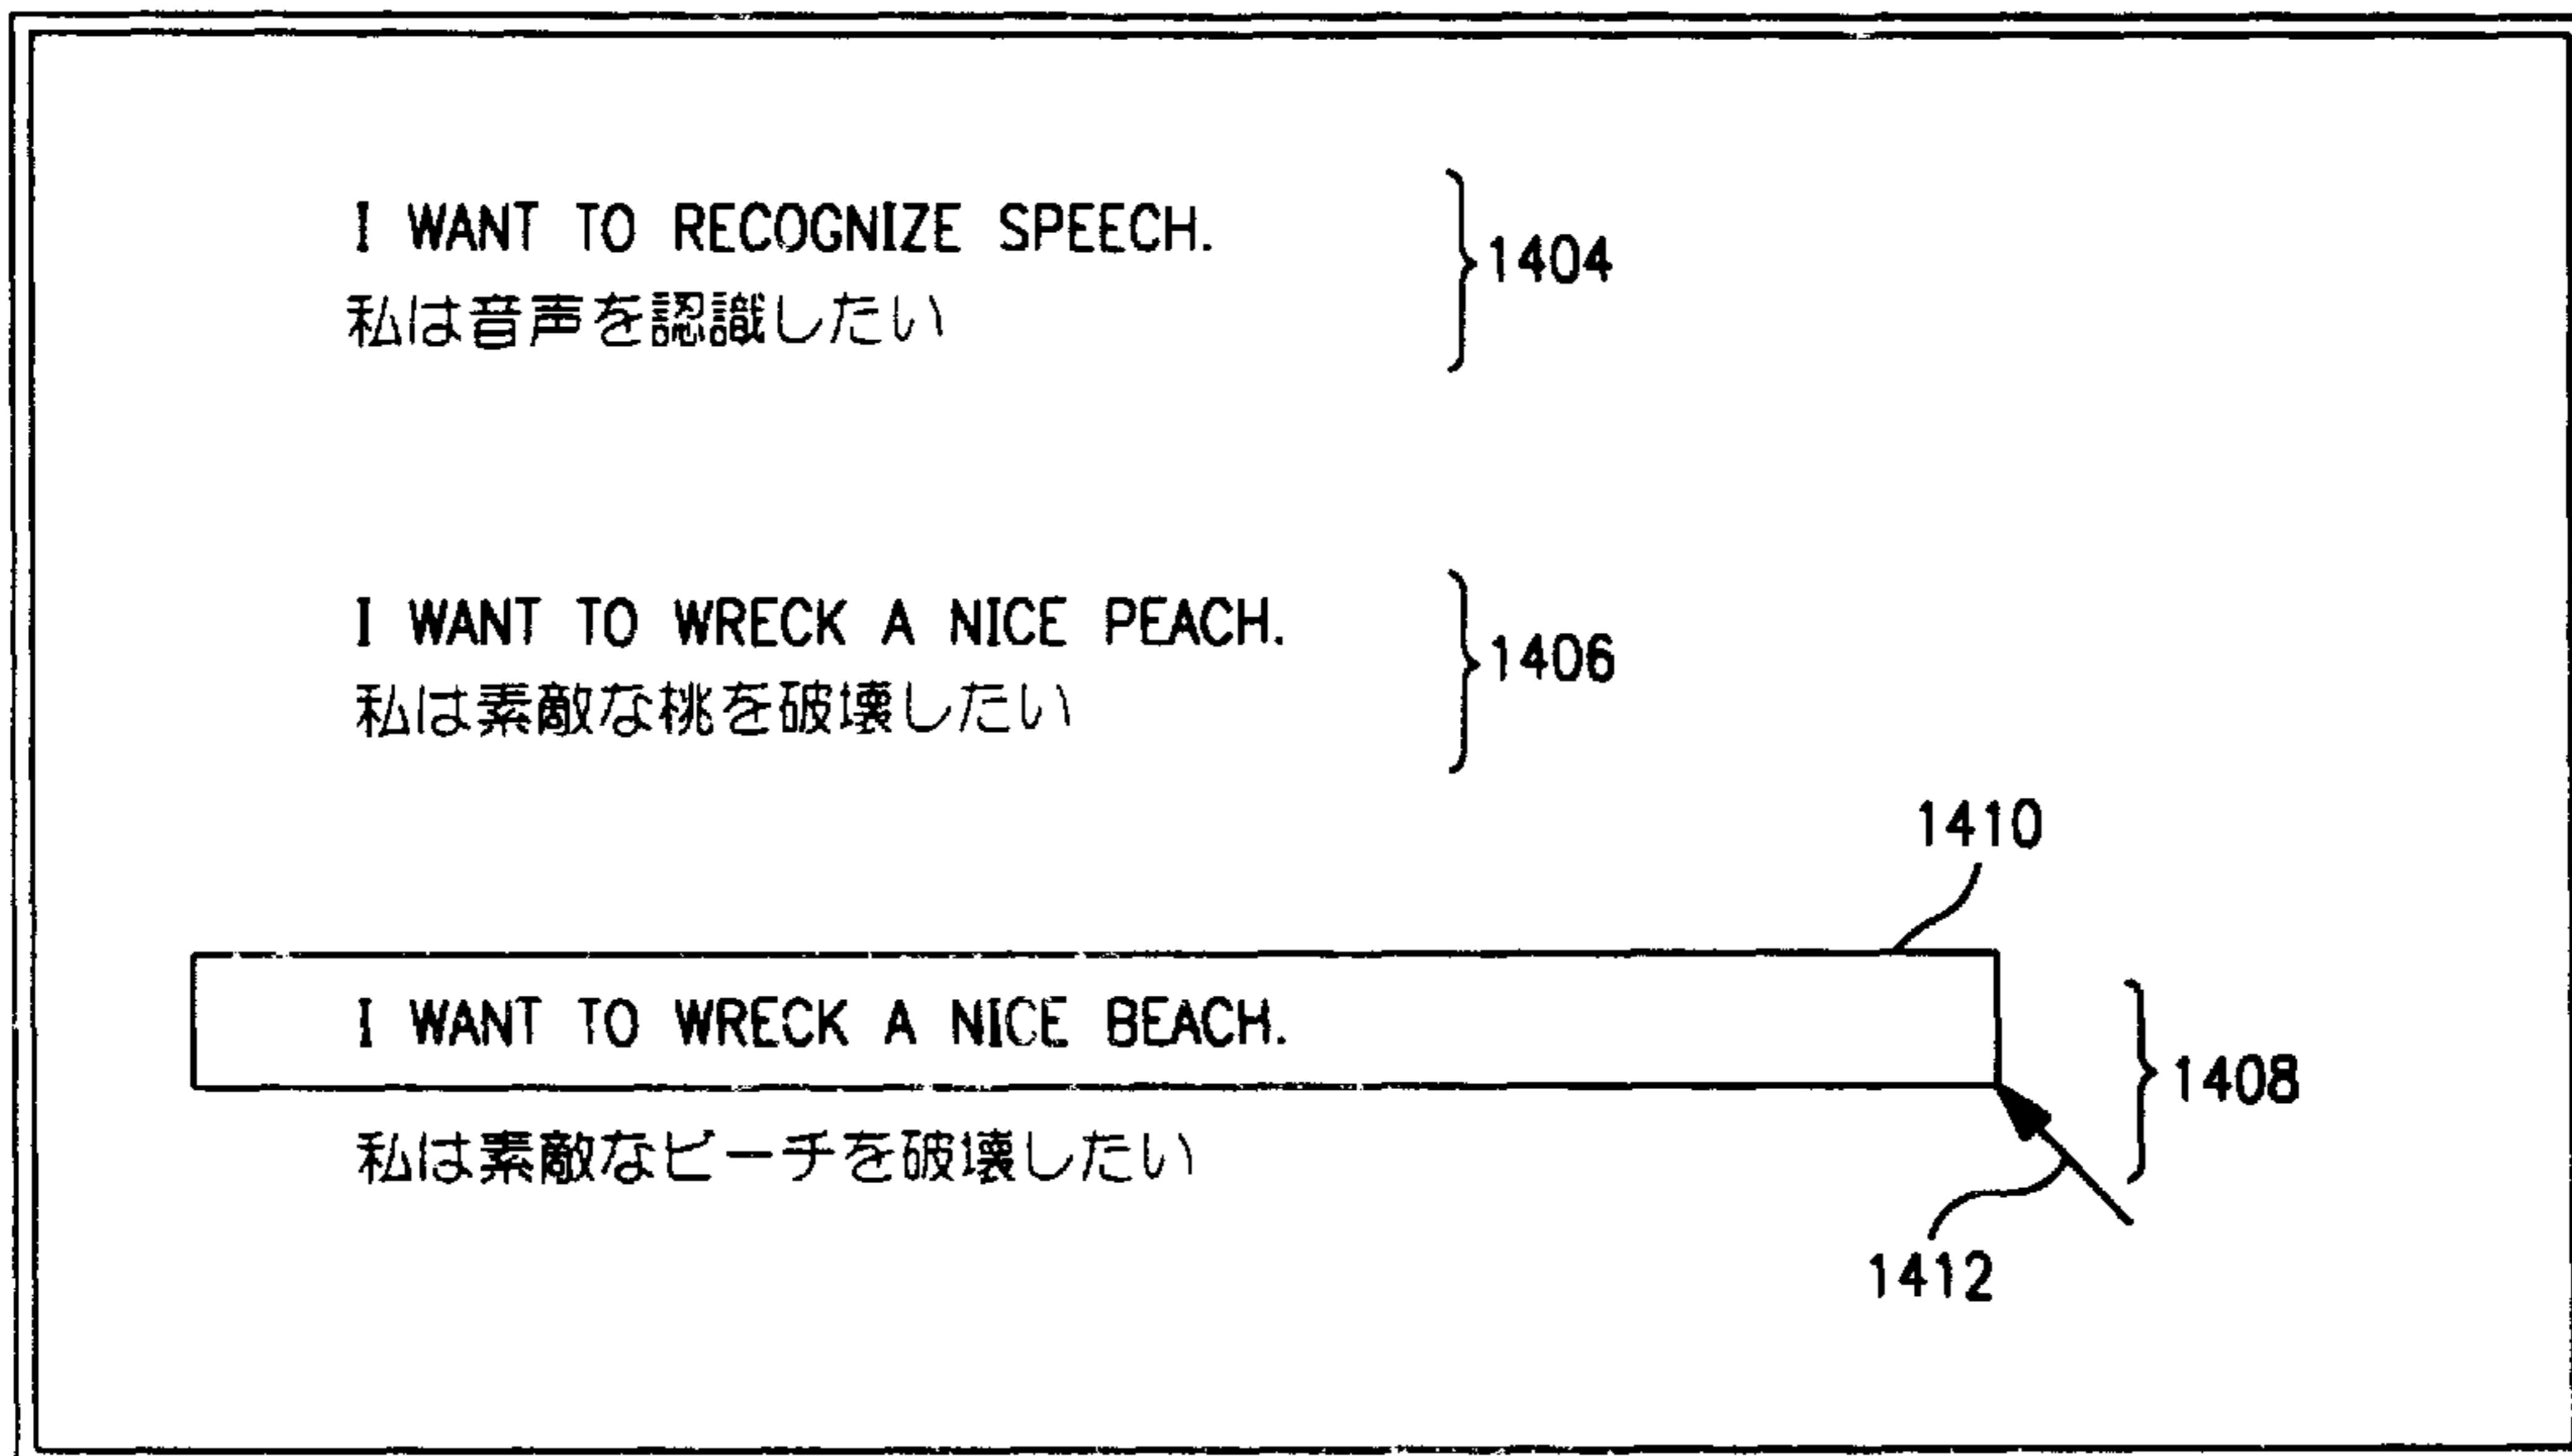 I WANT TO RECOGNIZE SPEECH.
私は音声を認識したい
1404
I WANT TO WRECK A NICE PEACH.
私は素敵な桃を破壊したい
1406
1410
I WANT TO WRECK A NICE BEACH.
私は素敵なビーチを破壊したい
1408
1412